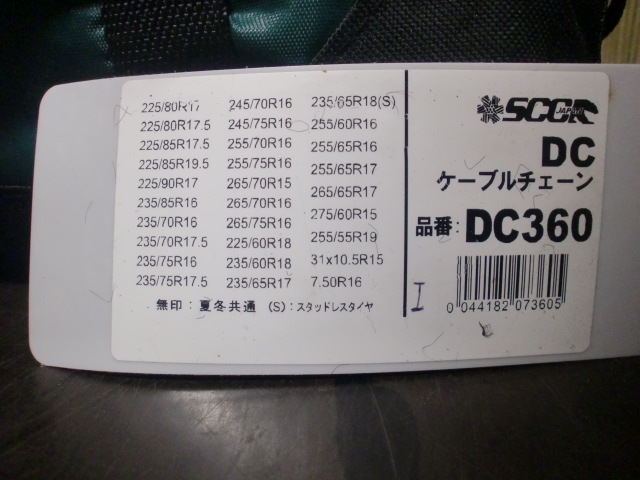 225/80R17
225/80R17.5
225/85R17.5
225/85R19.5
225/90R17
235/85R16
235/70R16
235/70R17.5
235/75R16
235/75R17.5
245/70R16
245/75R16
255/70R16
255/75R16
265/70R15
265/70R16
265/75R16
225/60R18
235/60R18
235/65R17
235/65R18(S)
255/60R16
255/65R16
255/65R17
265/65R17
275/60R15
255/55R19
31x10.5R15
7.50R16
無印：夏冬共通 (S)：スタッドレスタイヤ
SCC
JAPAN
DC
ケーブルチェーン
品番：DC360
I
0 044182 073605